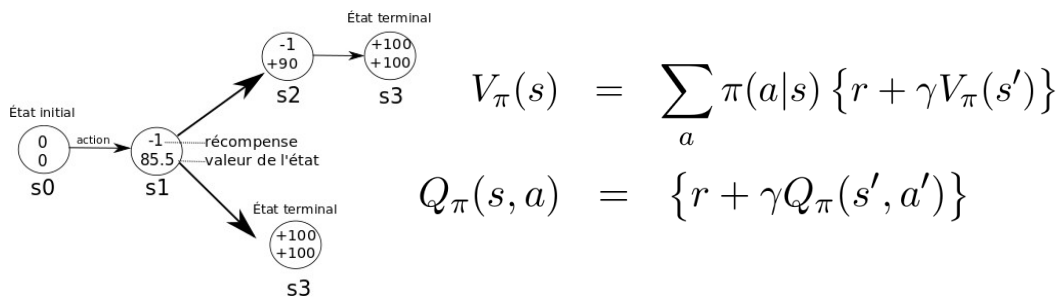 État initial
0
0
s0
action
-1
85.5
s1
récompense
valeur de l'état
-1
+90
s2
État terminal
+100
+100
s3
État terminal
+100
+100
s3
V_π(s) = ∑_a π(a|s) {r + γV_π(s′)}
Q_π(s, a) = {r + γQ_π(s′, a′)}